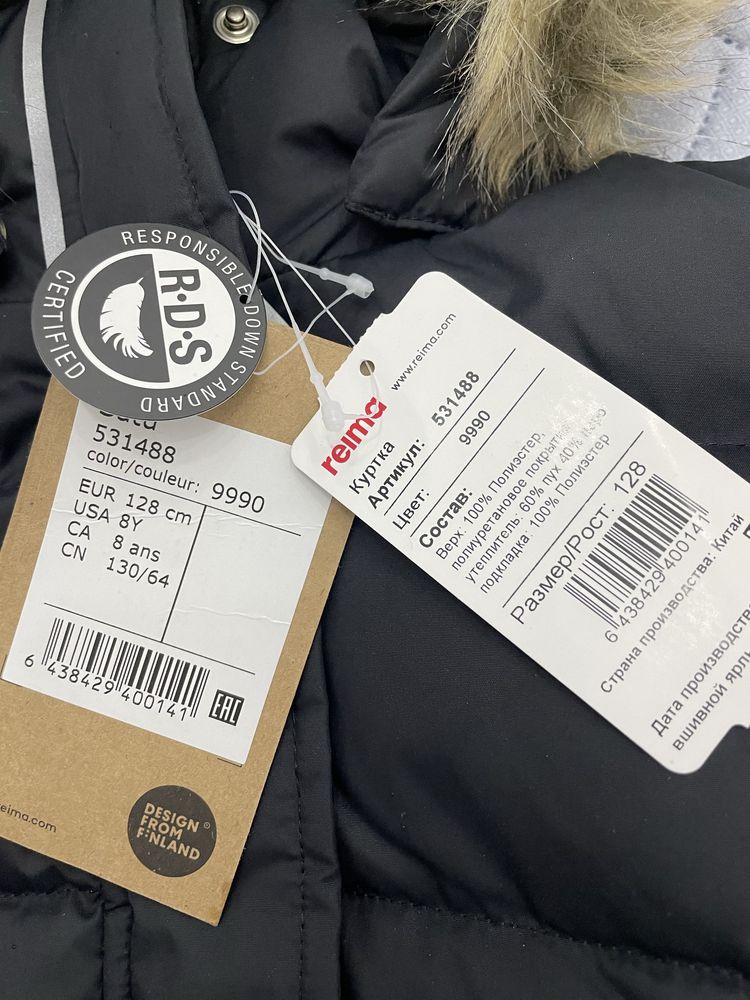 RESPONSIBLE DOWN STANDARD
CERTIFIED
R·D·S
531488
color/couleur: 9990
EUR 128 cm
USA 8Y
CA 8 ans
CN 130/64
6 438429 400141
EAC
reima.com
DESIGN
FROM
FINLAND
reima
www.reima.com
Куртка
Артикул: 531488
Цвет: 9990
Состав:
Верх: 100% Полиэстер,
полиуретановое покрытие
утеплитель: 60% пух 40% перо
подкладка: 100% Полиэстер
Размер/Рост: 128
6 438429 400141
Страна производства: Китай
Дата производства
вшивной ярлы